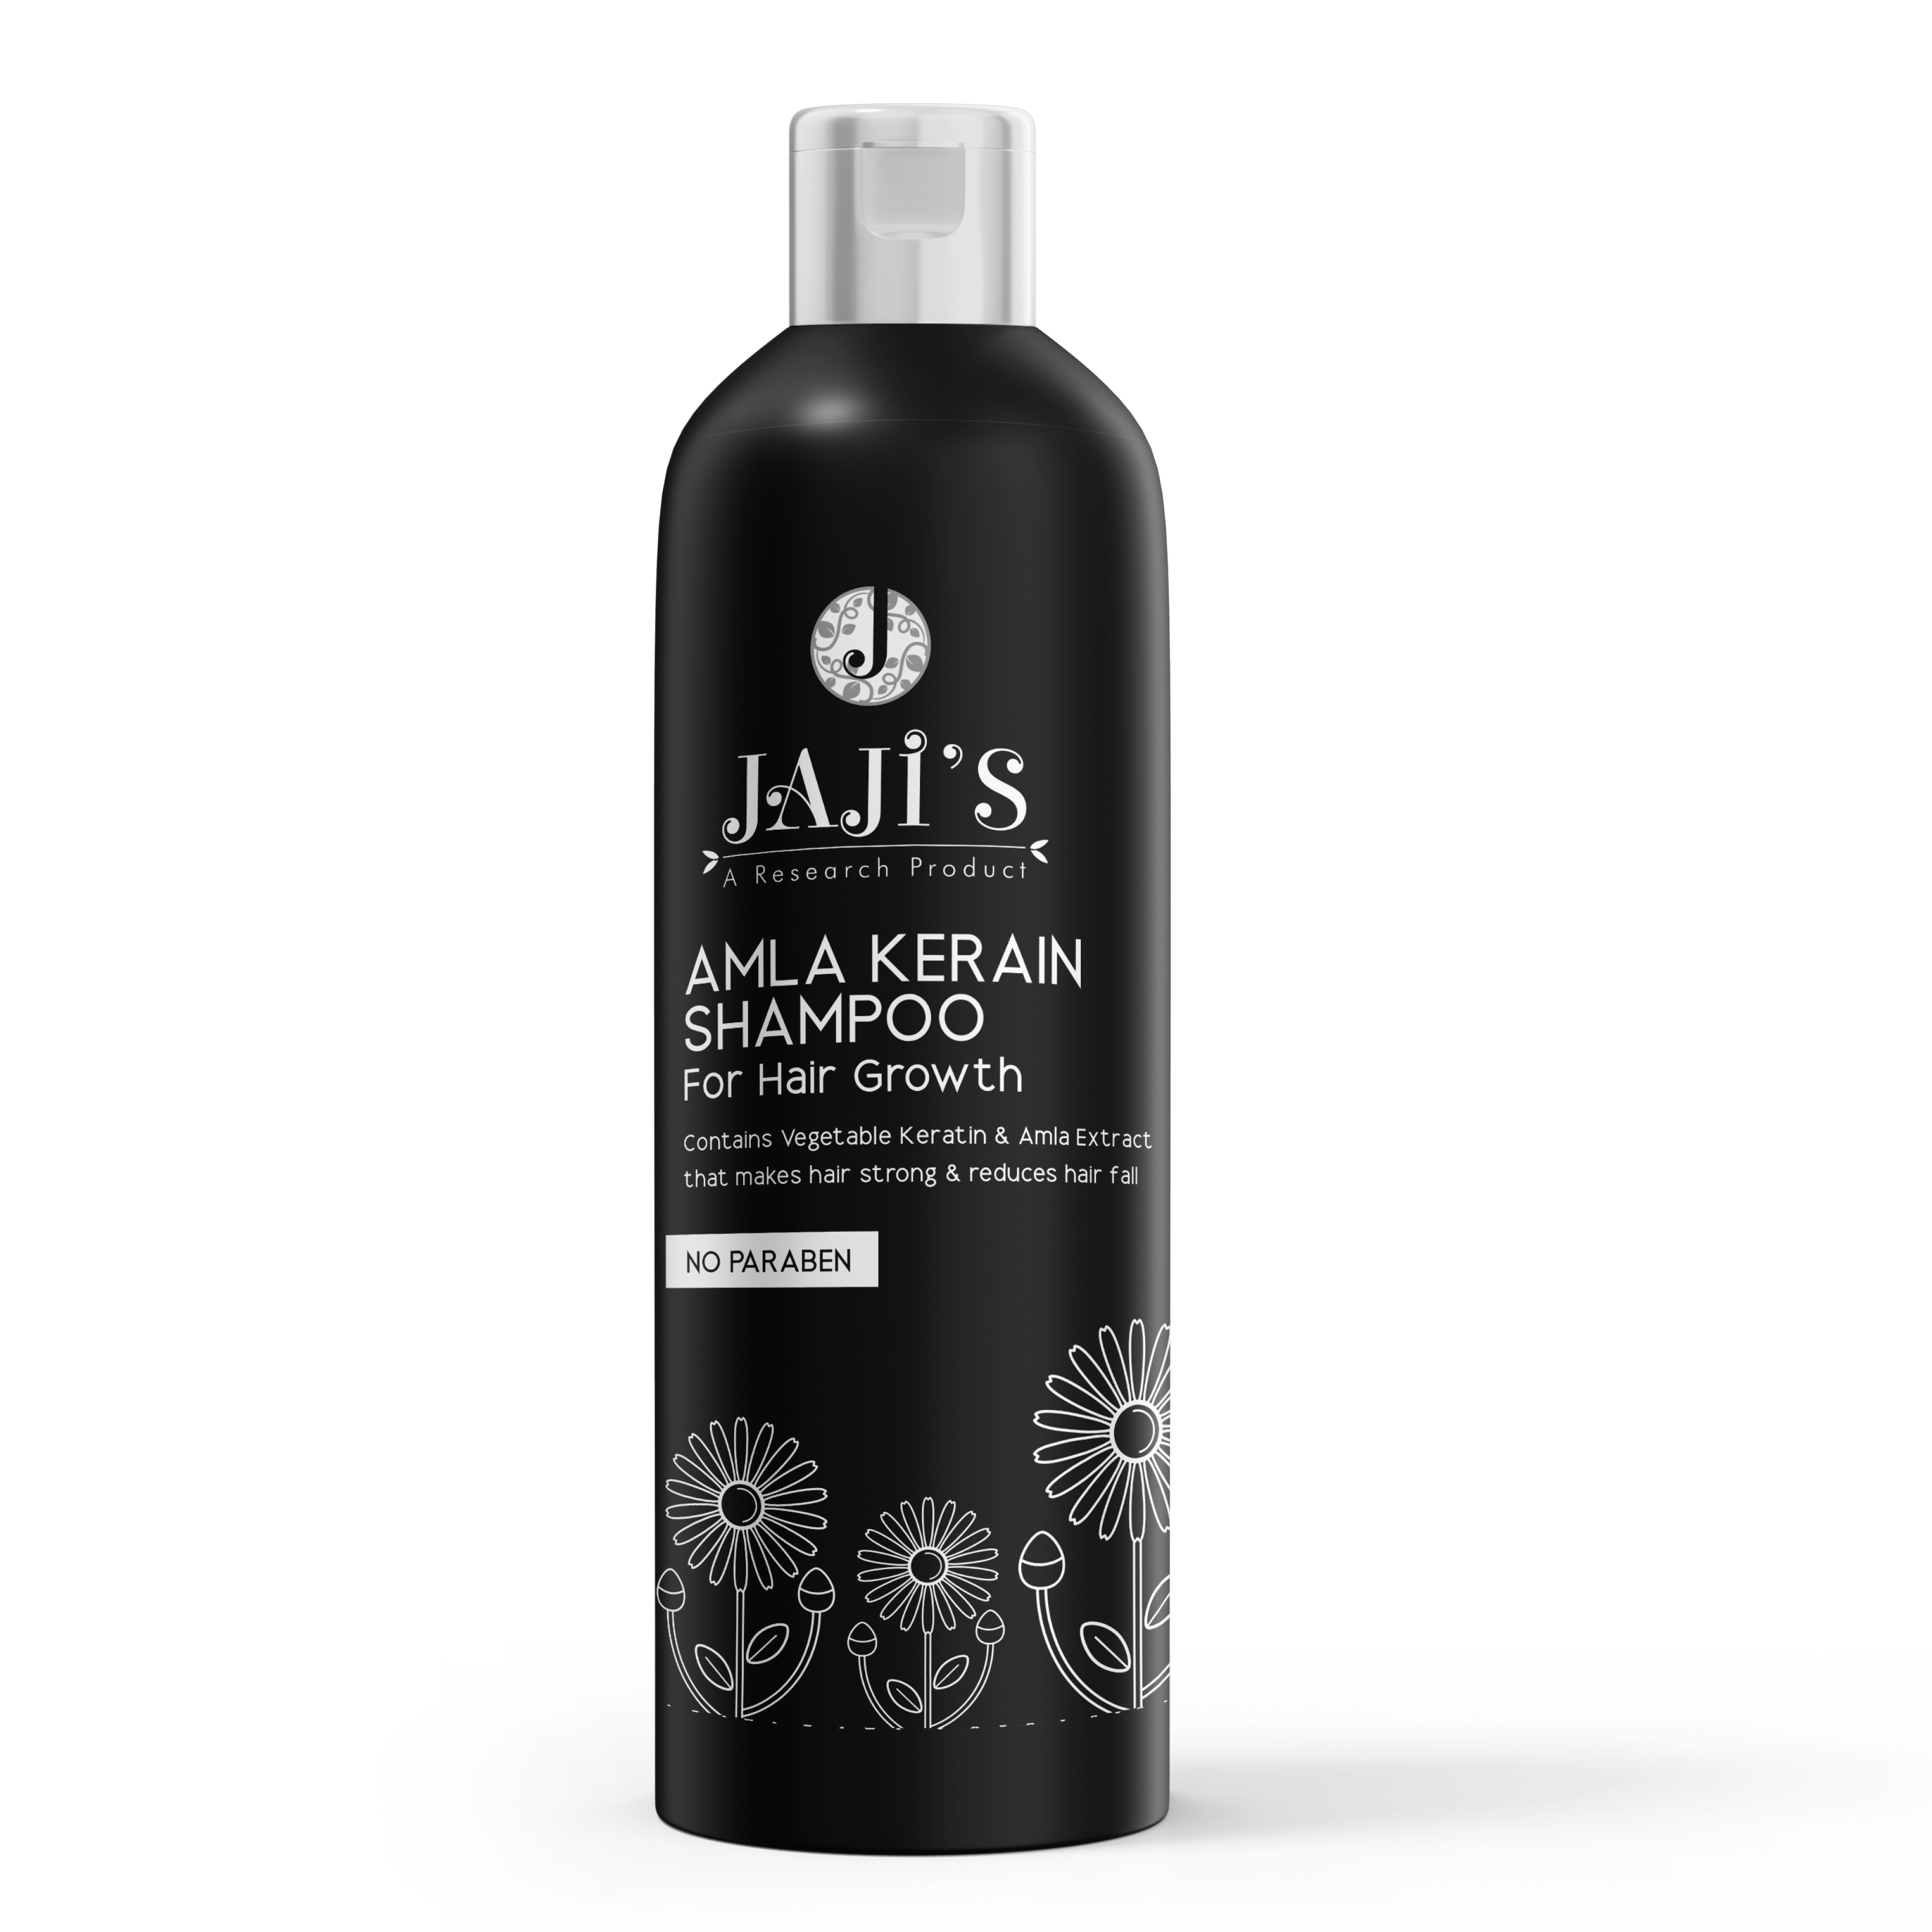 J
JAJi'S
A Research Product
AMLA KERAIN
SHAMPOO
For Hair Growth
Contains Vegetable Keratin & Amla Extract
that makes hair strong & reduces hair fall
NO PARABEN